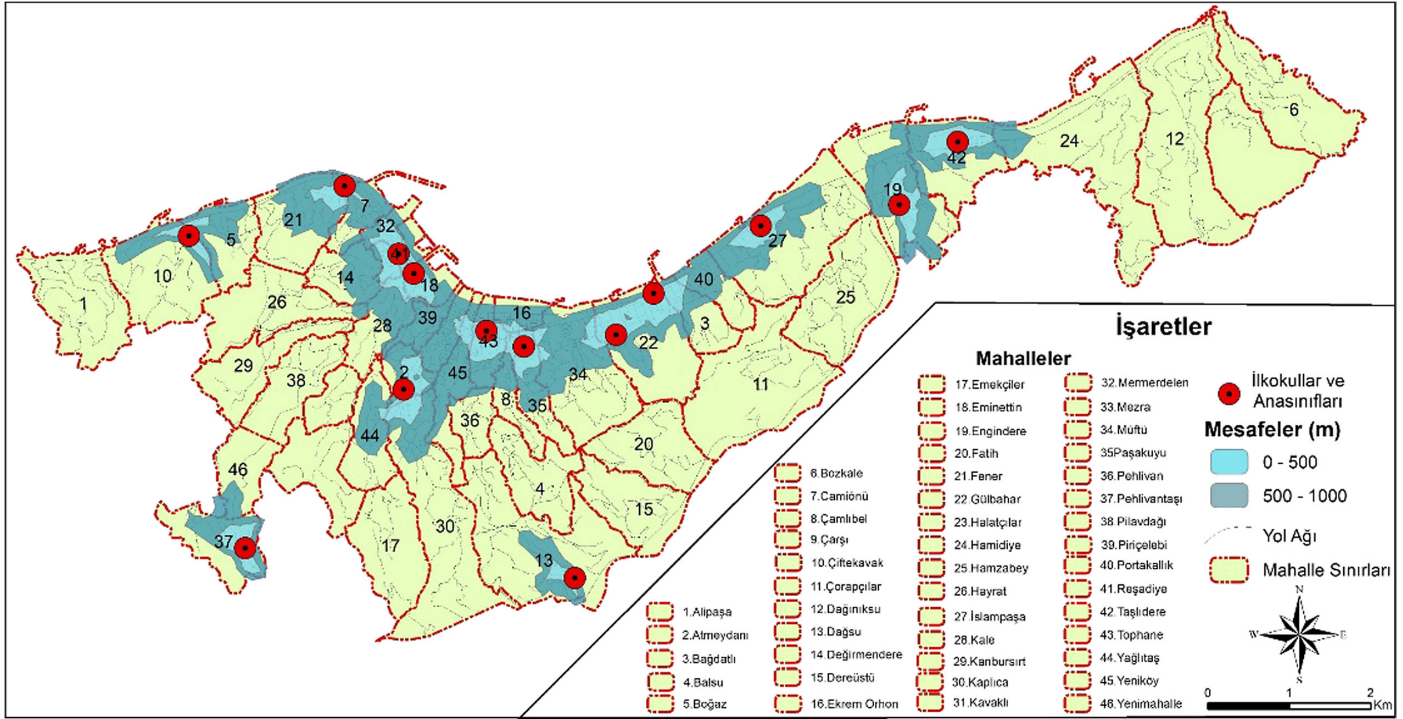 6
24
12
42
19
7
21
32
5
27
41
10
14
18
40
26
25
1
16
39
28
3
43
22
29
2
45
34
11
38
8
35
36
44
20
46
4
15
30
37
17
13
İşaretler
Mahalleler
1.Alipaşa
2.Atmeydanı
3.Bağdatlı
4.Balsu
5.Boğaz
6.Bozkale
7.Camiönü
8.Çamlıbel
9.Çarşı
10.Çiftekavak
11.Çorapçılar
12.Dağınıksu
13.Dağsu
14.Değirmendere
15.Dereüstü
16.Ekrem Orhon
17.Emekçiler
18.Eminettin
19.Engindere
20.Fatih
21.Fener
22 Gülbahar
23.Halatçılar
24.Hamidiye
25.Hamzabey
26.Hayrat
27.İslampaşa
28.Kale
29.Kanbursırt
30.Kaplıca
31.Kavaklı
32.Mermerdelen
33.Mezra
34.Müftü
35Paşakuyu
36.Pehlivan
37.Pehlivantaşı
38.Pilavdağı
39.Piriçelebi
40.Portakallık
41.Reşadiye
42.Taşlıdere
43.Tophane
44.Yağlıtaş
45.Yeniköy
46.Yenimahalle
İlkokullar ve
Anasınıfları
Mesafeler (m)
0 - 500
500 - 1000
Yol Ağı
Mahalle Sınırları
N
W E
S
0 1 2
Km